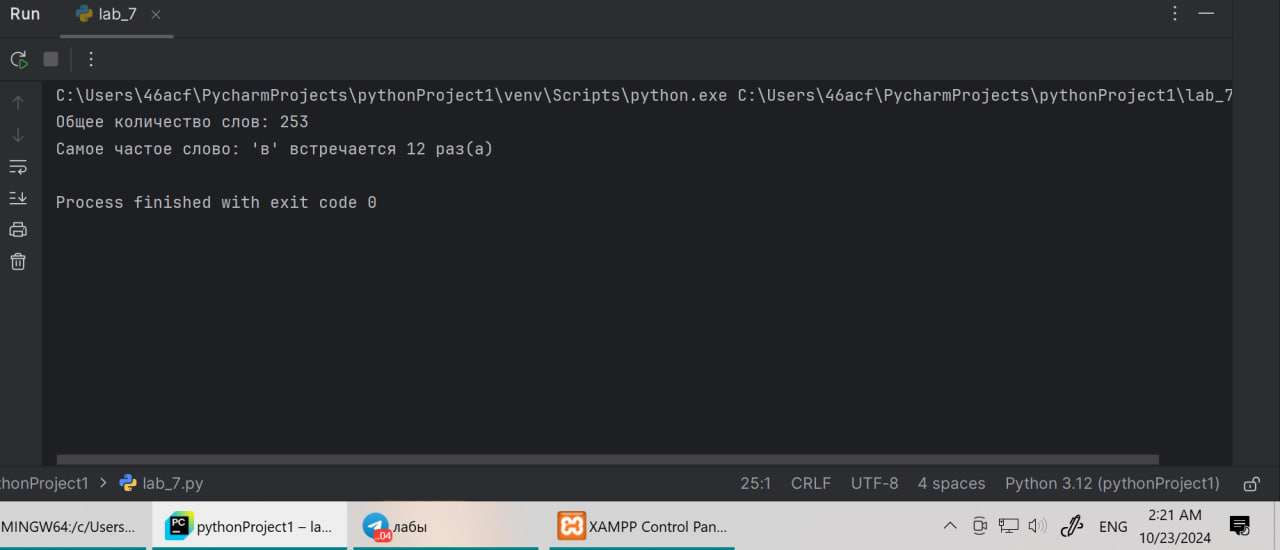 Run lab_7
C:\Users\46acf\PycharmProjects\pythonProject1\venv\Scripts\python.exe C:\Users\46acf\PycharmProjects\pythonProject1\lab_7
Общее количество слов: 253
Самое частое слово: 'в' встречается 12 раз(а)
Process finished with exit code 0
thonProject1 > lab_7.py 25:1 CRLF UTF-8 4 spaces Python 3.12 (pythonProject1)
MINGW64:/c/Users... PC pythonProject1 – la... ..04 лабы XAMPP Control Pan... ENG 2:21 AM
10/23/2024